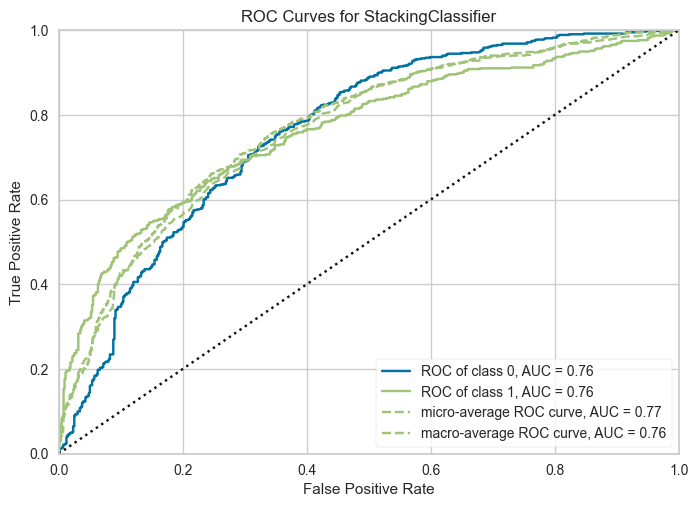 ROC Curves for StackingClassifier
1.0
0.8
0.6
0.4
0.2
0.0
True Positive Rate
ROC of class 0, AUC = 0.76
ROC of class 1, AUC = 0.76
micro-average ROC curve, AUC = 0.77
macro-average ROC curve, AUC = 0.76
0.0 0.2 0.4 0.6 0.8 1.0
False Positive Rate